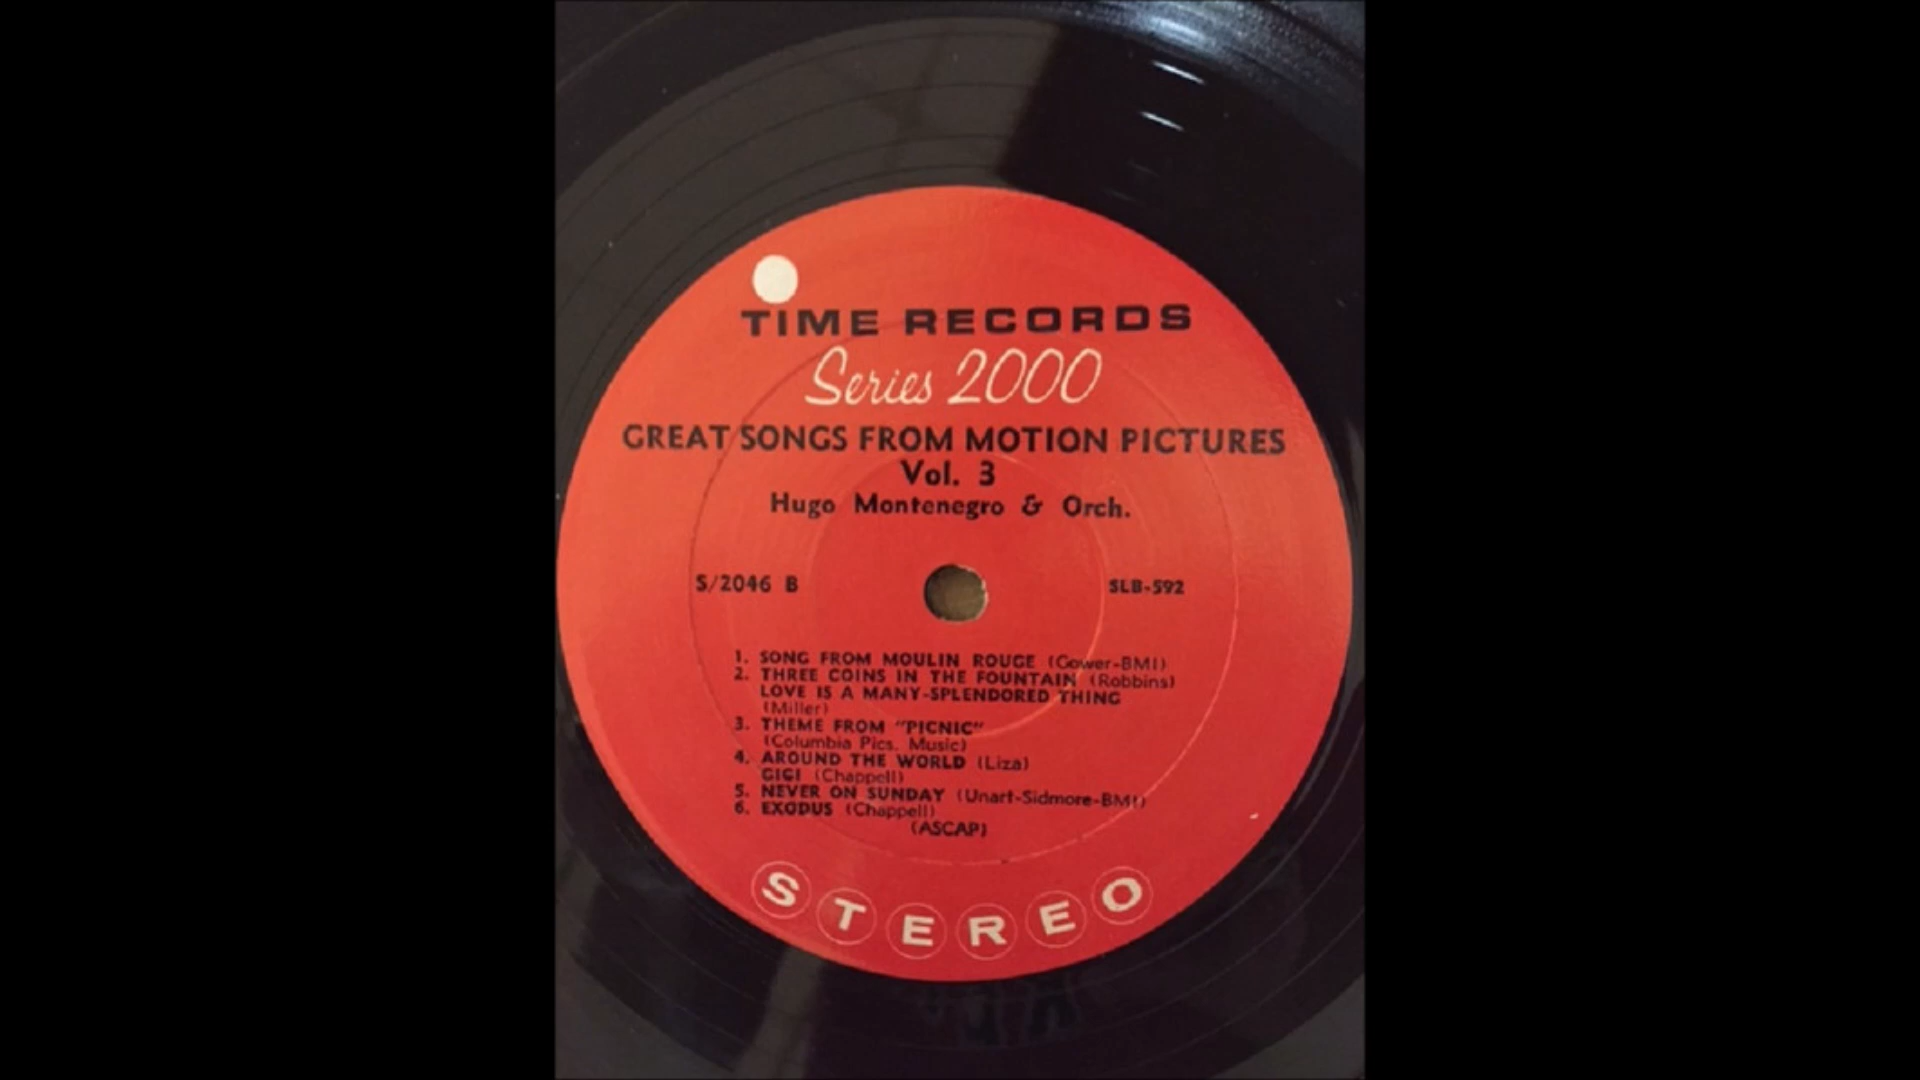 TIME RECORDS
Series 2000
GREAT SONGS FROM MOTION PICTURES
Vol. 3
Hugo Montenegro & Orch.
S/2046 B SLB-592
1. SONG FROM MOULIN ROUGE (Gower-BMI)
2. THREE COINS IN THE FOUNTAIN (Robbins)
LOVE IS A MANY-SPLENDORED THING
(Miller)
3. THEME FROM "PICNIC"
(Columbia Pics. Music)
4. AROUND THE WORLD (Liza)
GIGI (Chappell)
5. NEVER ON SUNDAY (Unart-Sidmore-BMI)
6. EXODUS (Chappell)
(ASCAP)
STEREO